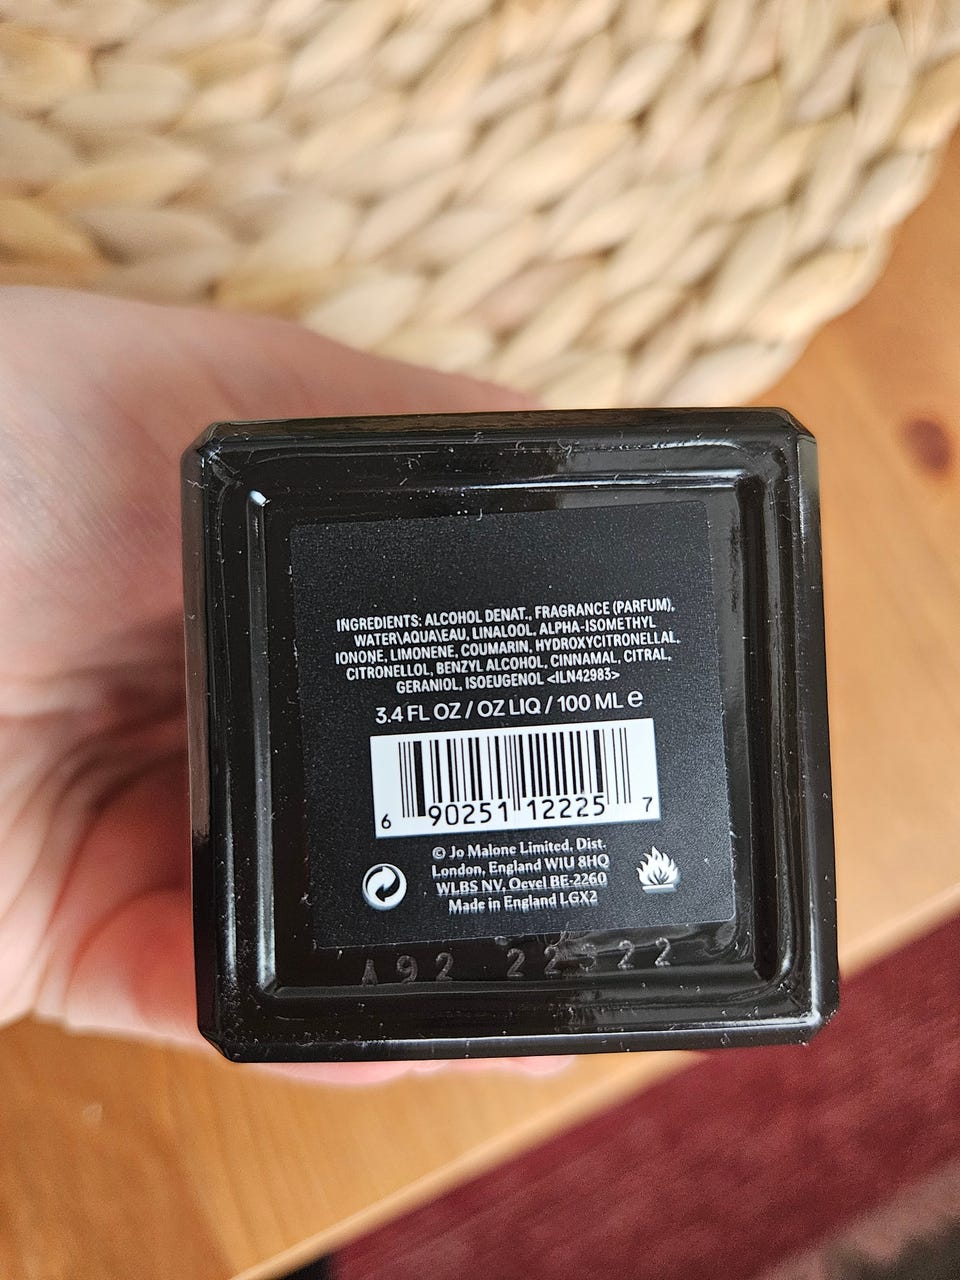 INGREDIENTS: ALCOHOL DENAT., FRAGRANCE (PARFUM),
WATER\AQUA\EAU, LINALOOL, ALPHA-ISOMETHYL
IONONE, LIMONENE, COUMARIN, HYDROXYCITRONELLAL,
CITRONELLOL, BENZYL ALCOHOL, CINNAMAL, CITRAL,
GERANIOL, ISOEUGENOL <ILN42983>
3.4 FL OZ / OZ LIQ / 100 ML ℮
6 90251 12225 7
© Jo Malone Limited, Dist.
London, England W1U 8HQ
WLBS NV, Oevel BE-2260
Made in England LGX2
A92